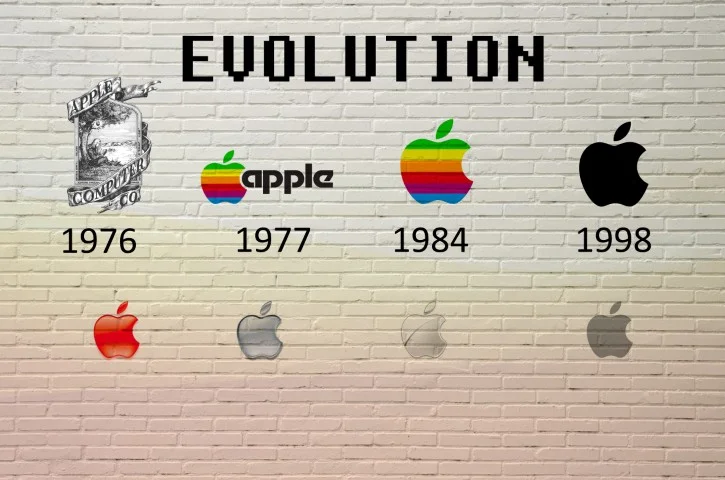 EVOLUTION
APPLE
COMPUTER
CO
apple
1976
1977
1984
1998